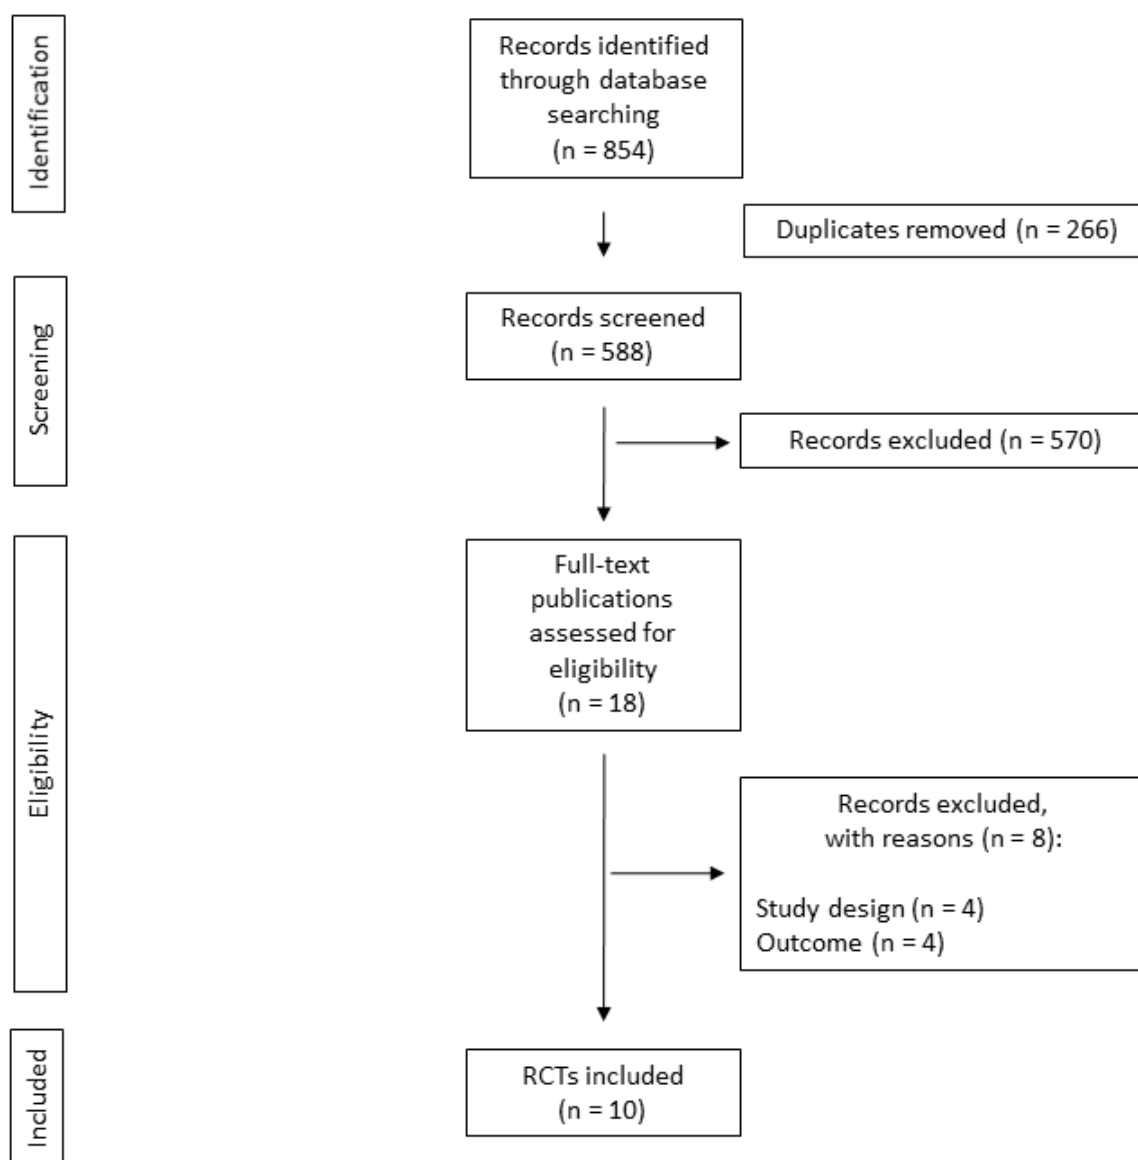 Identification
Records identified
through database
searching
(n = 854)
Duplicates removed (n = 266)
Screening
Records screened
(n = 588)
Records excluded (n = 570)
Eligibility
Full-text
publications
assessed for
eligibility
(n = 18)
Records excluded,
with reasons (n = 8):
Study design (n = 4)
Outcome (n = 4)
Included
RCTs included
(n = 10)